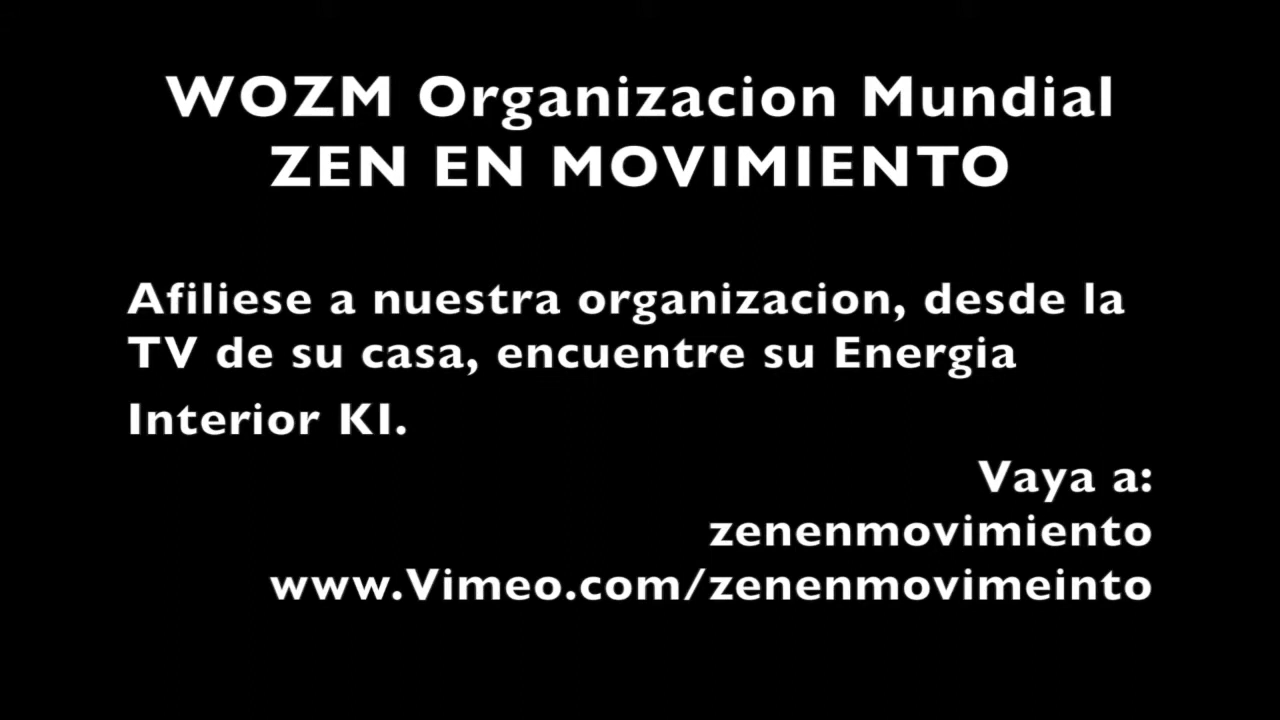 WOZM Organizacion Mundial
ZEN EN MOVIMIENTO
Afiliese a nuestra organizacion, desde la
TV de su casa, encuentre su Energia
Interior KI.
Vaya a:
zenenmovimiento
www.Vimeo.com/zenenmovimeinto